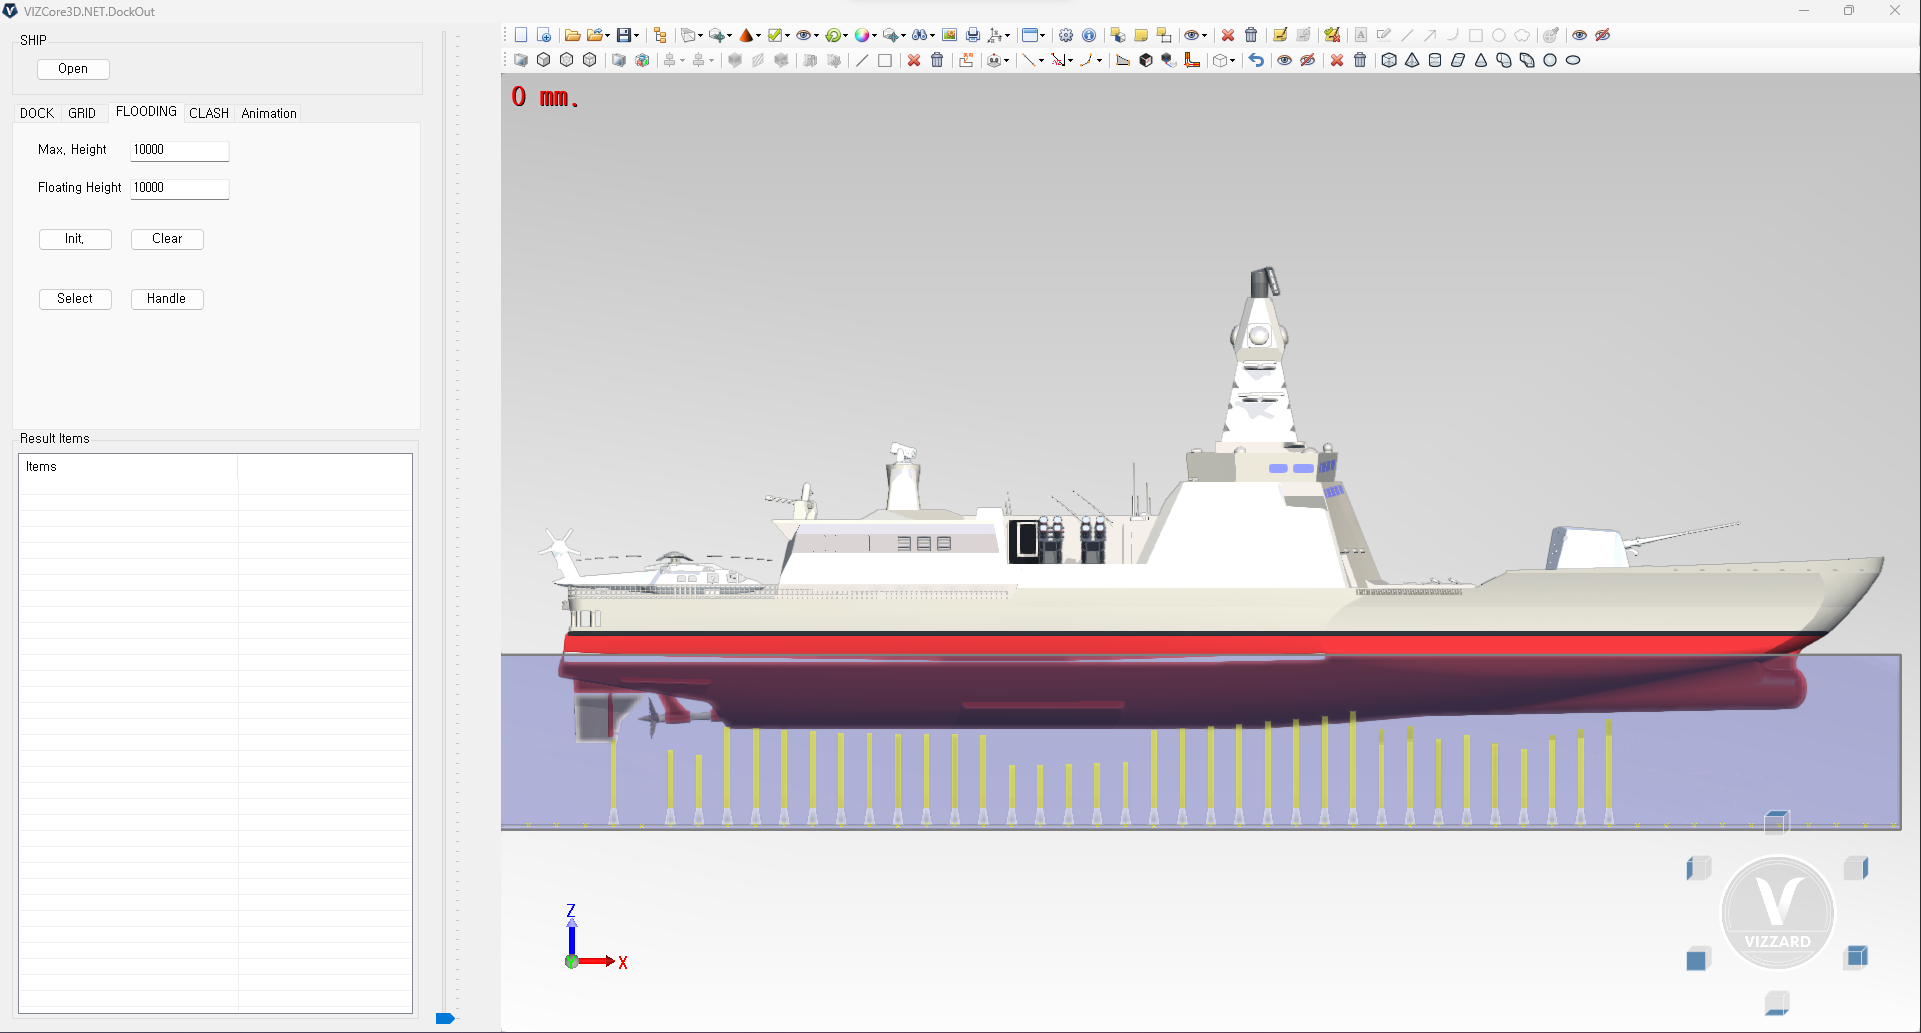 VIZCore3D.NET.DockOut
SHIP
Open
DOCK GRID FLOODING CLASH Animation
Max. Height 10000
Floating Height 10000
Init. Clear
Select Handle
Result Items
Items
0 mm.
Z
Y
X
V
VIZZARD